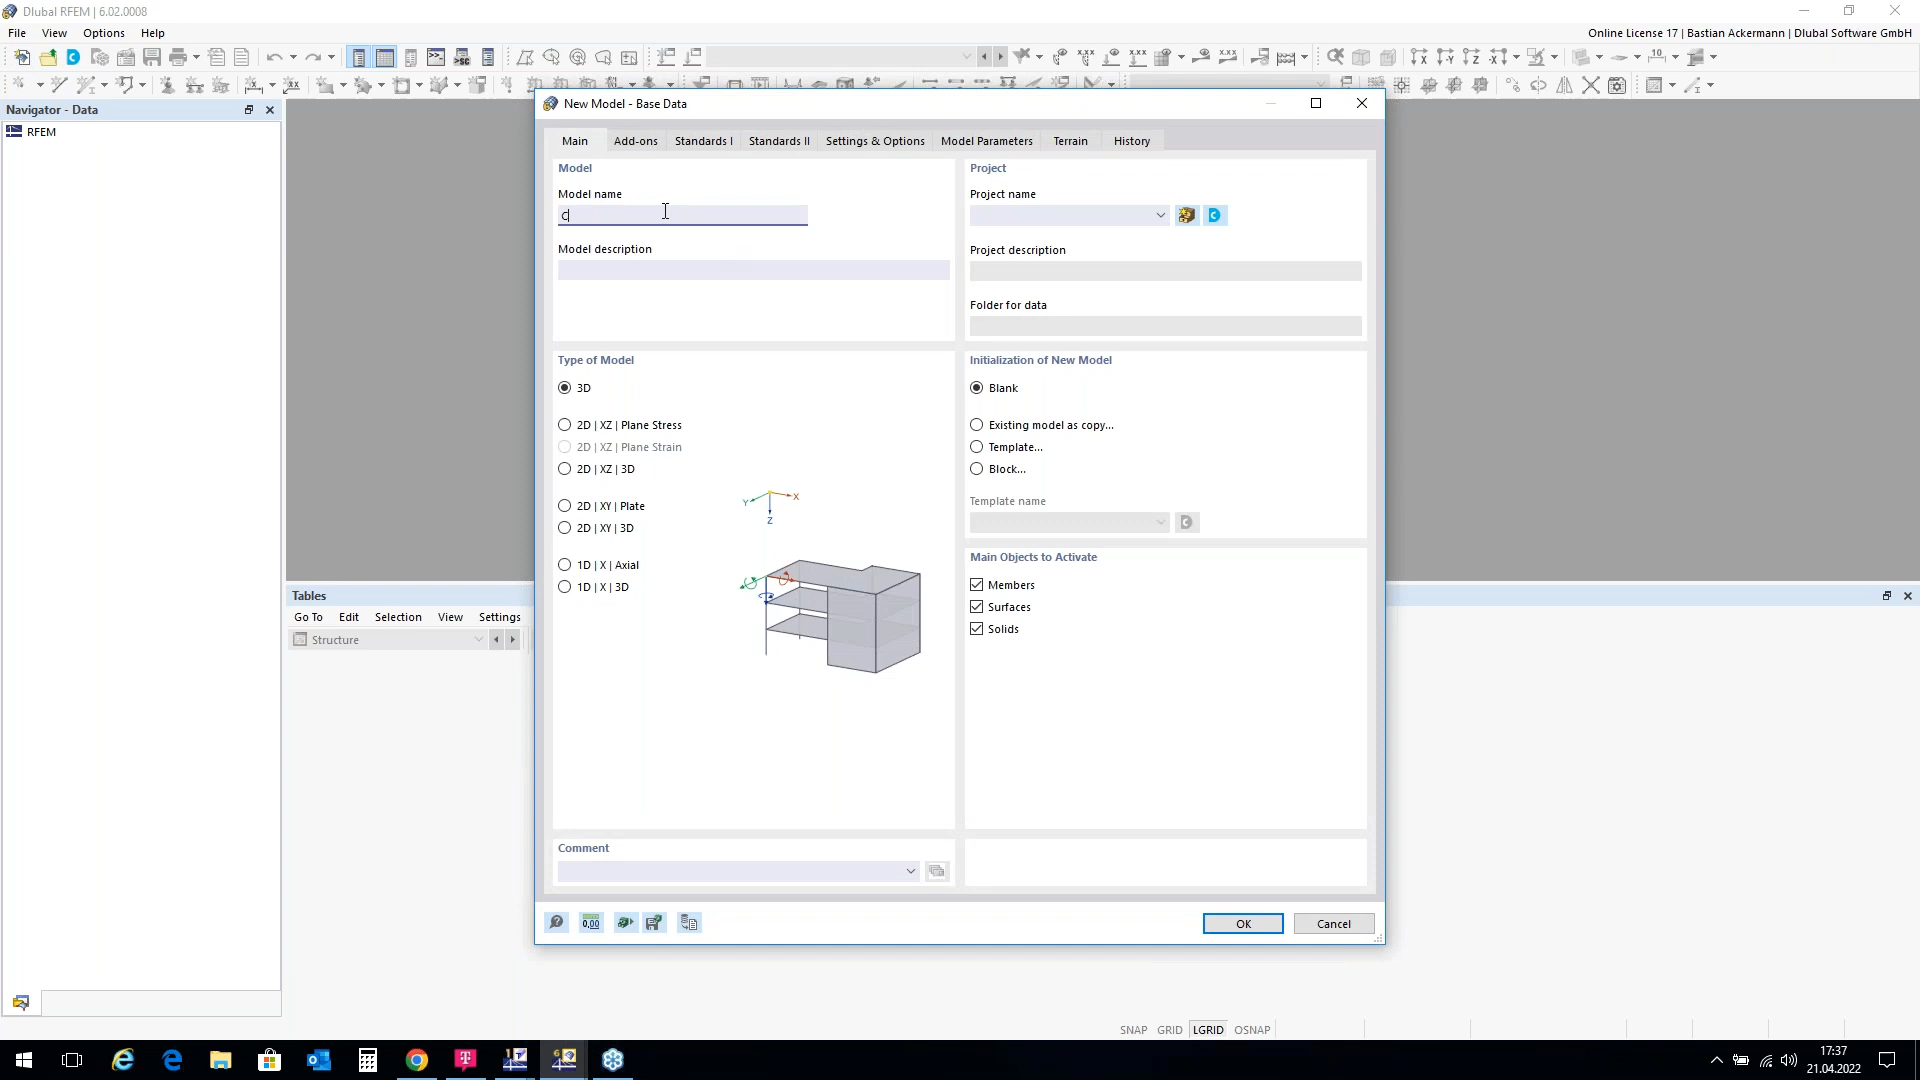 Dlubal RFEM | 6.02.0008
File View Options Help
Online License 17 | Bastian Ackermann | Dlubal Software GmbH
Navigator - Data
RFEM
New Model - Base Data
Main Add-ons Standards I Standards II Settings & Options Model Parameters Terrain History
Model
Model name
C
Model description
Project
Project name
Project description
Folder for data
Type of Model
3D
2D | XZ | Plane Stress
2D | XZ | Plane Strain
2D | XZ | 3D
2D | XY | Plate
2D | XY | 3D
1D | X | Axial
1D | X | 3D
Y X
Z
Initialization of New Model
Blank
Existing model as copy...
Template...
Block...
Template name
Main Objects to Activate
Members
Surfaces
Solids
Comment
0,00
OK Cancel
Tables
Go To Edit Selection View Settings
Structure
SNAP GRID LGRID OSNAP
17:37
21.04.2022